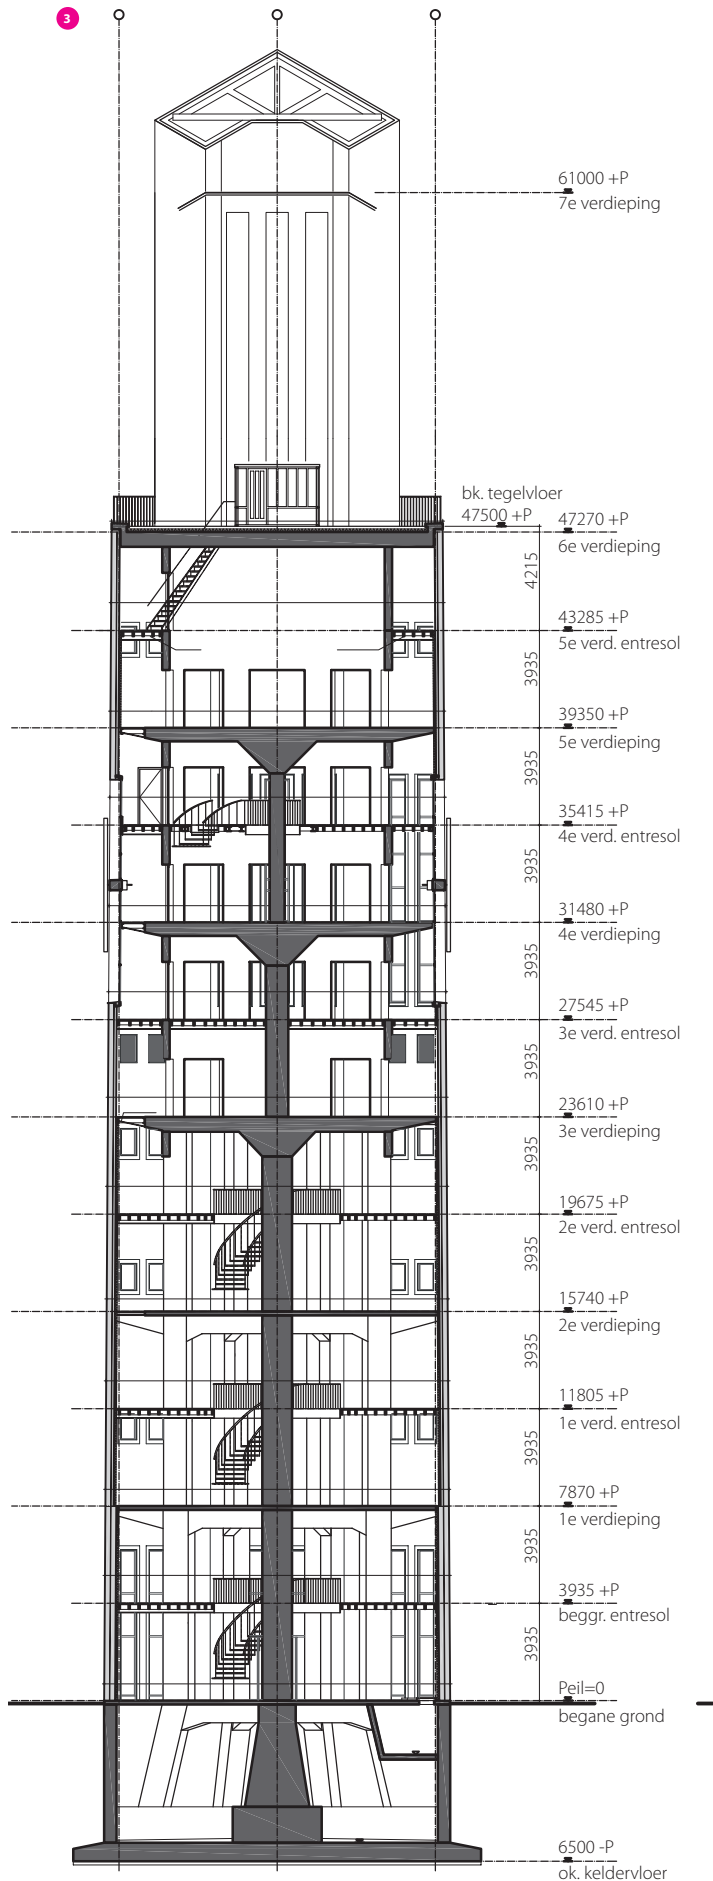 3
61000 +P
7e verdieping
bk. tegelvloer
47500 +P
47270 +P
6e verdieping
4215
43285 +P
5e verd. entresol
3935
39350 +P
5e verdieping
3935
35415 +P
4e verd. entresol
3935
31480 +P
4e verdieping
3935
27545 +P
3e verd. entresol
3935
23610 +P
3e verdieping
3935
19675 +P
2e verd. entresol
3935
15740 +P
2e verdieping
3935
11805 +P
1e verd. entresol
3935
7870 +P
1e verdieping
3935
3935 +P
beggr. entresol
3935
Peil=0
begane grond
6500 -P
ok. keldervloer